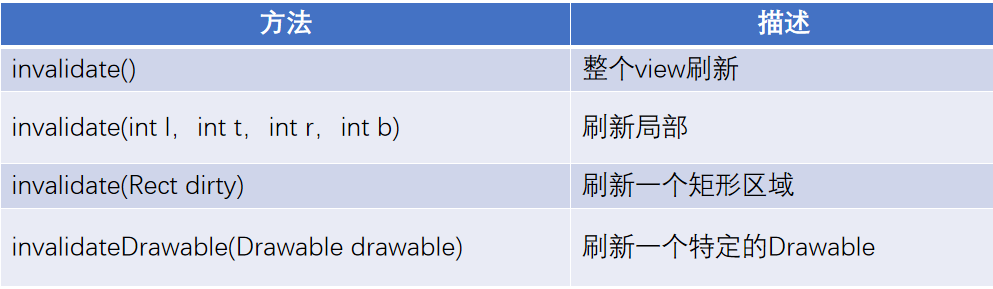 方法 描述
invalidate() 整个view刷新
invalidate(int l，int t，int r，int b) 刷新局部
invalidate(Rect dirty) 刷新一个矩形区域
invalidateDrawable(Drawable drawable) 刷新一个特定的Drawable